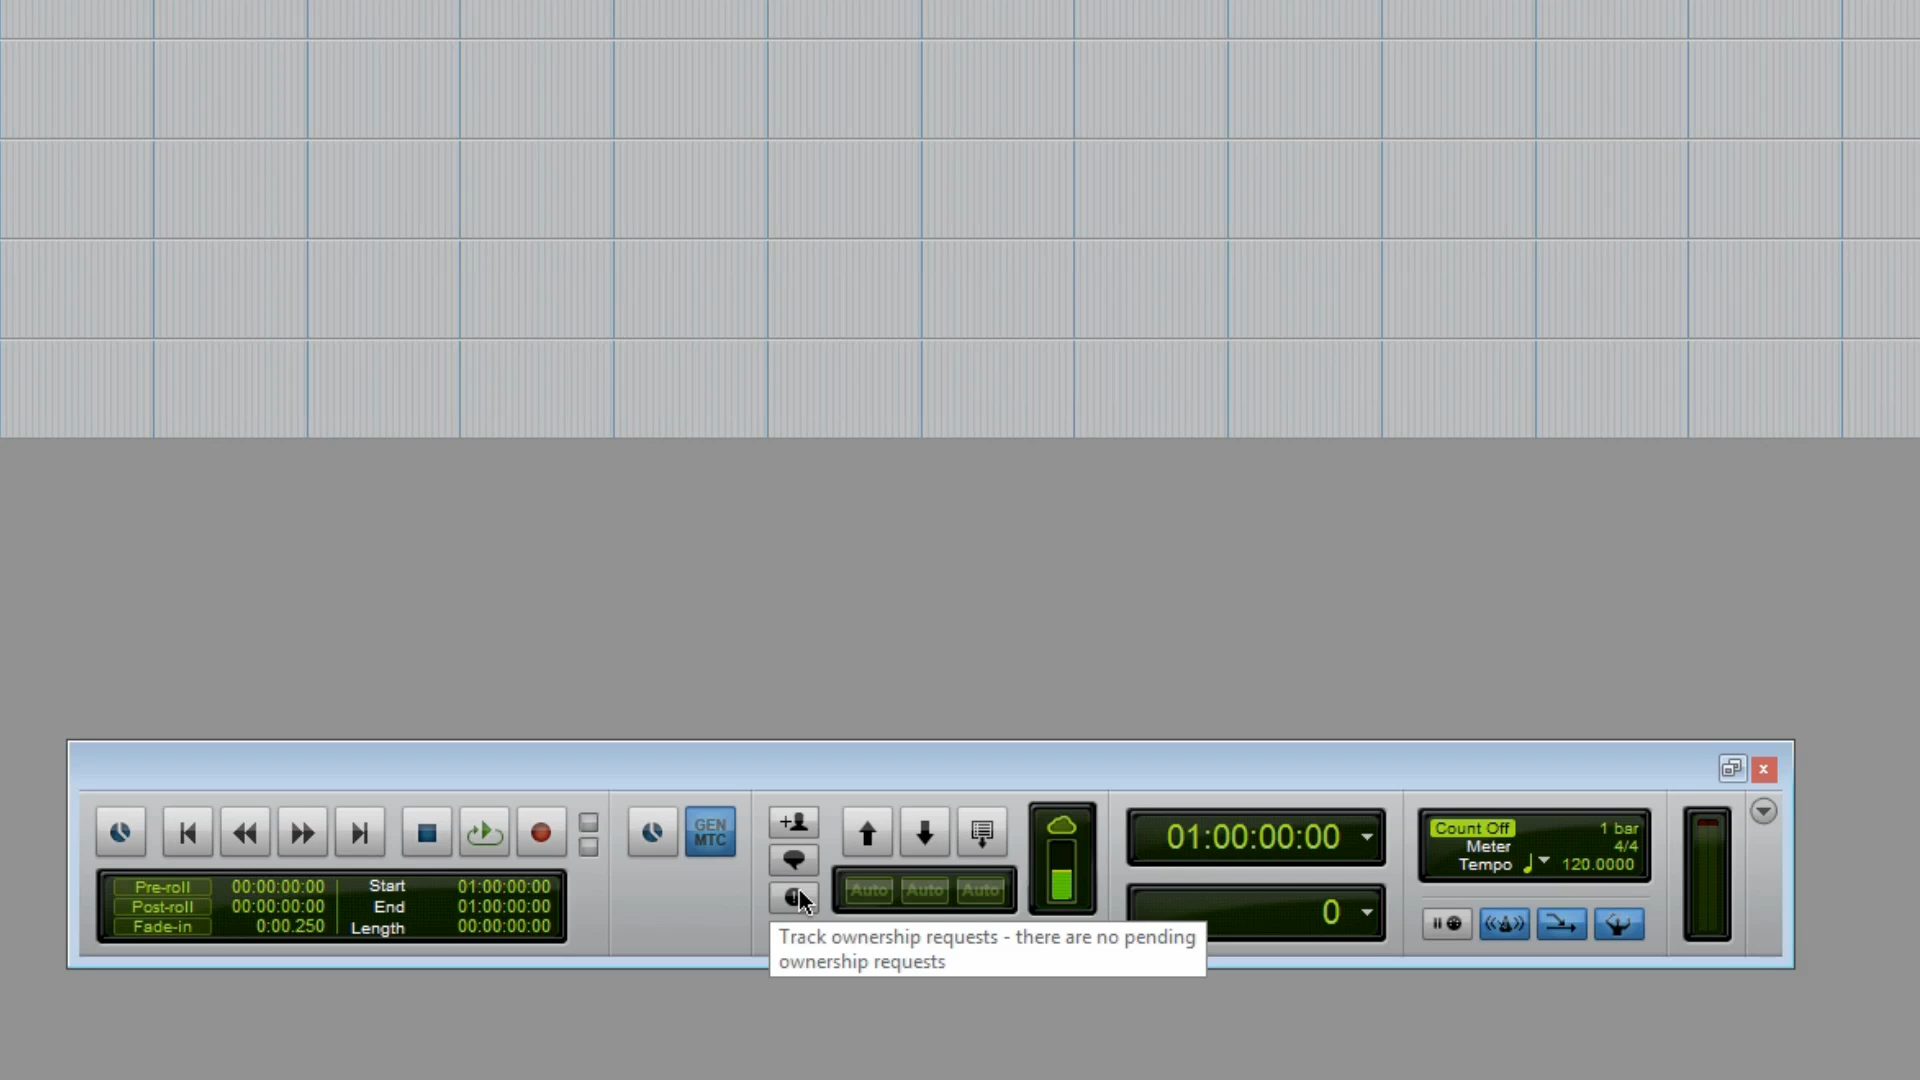 GEN
MTC
Pre-roll 00:00:00:00 Start 01:00:00:00
Post-roll 00:00:00:00 End 01:00:00:00
Fade-in 0:00.250 Length 00:00:00:00
Auto Auto Auto
01:00:00:00
0
Count Off 1 bar
Meter 4/4
Tempo 120.0000
Track ownership requests - there are no pending
ownership requests